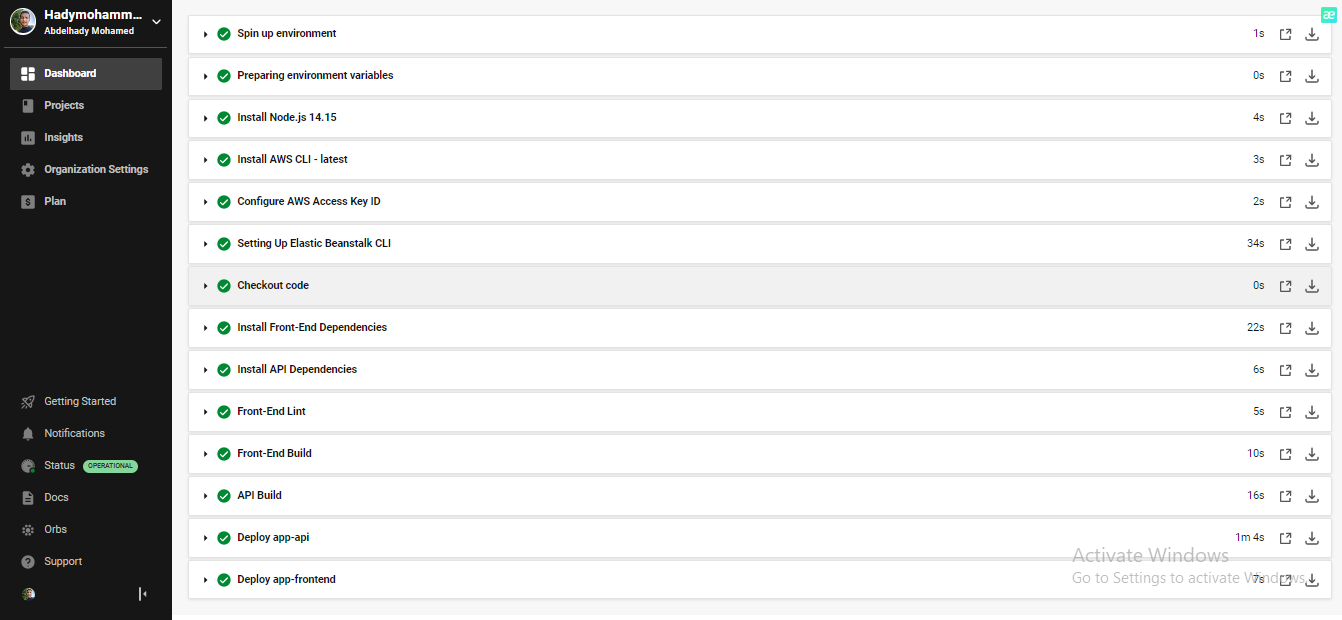 Hadymohamm...
Abdelhady Mohamed
Dashboard
Projects
Insights
Organization Settings
Plan
Getting Started
Notifications
Status OPERATIONAL
Docs
Orbs
Support
æ
Spin up environment 1s
Preparing environment variables 0s
Install Node.js 14.15 4s
Install AWS CLI - latest 3s
Configure AWS Access Key ID 2s
Setting Up Elastic Beanstalk CLI 34s
Checkout code 0s
Install Front-End Dependencies 22s
Install API Dependencies 6s
Front-End Lint 5s
Front-End Build 10s
API Build 16s
Deploy app-api 1m 4s
Deploy app-frontend 7s
Activate Windows
Go to Settings to activate Windows.